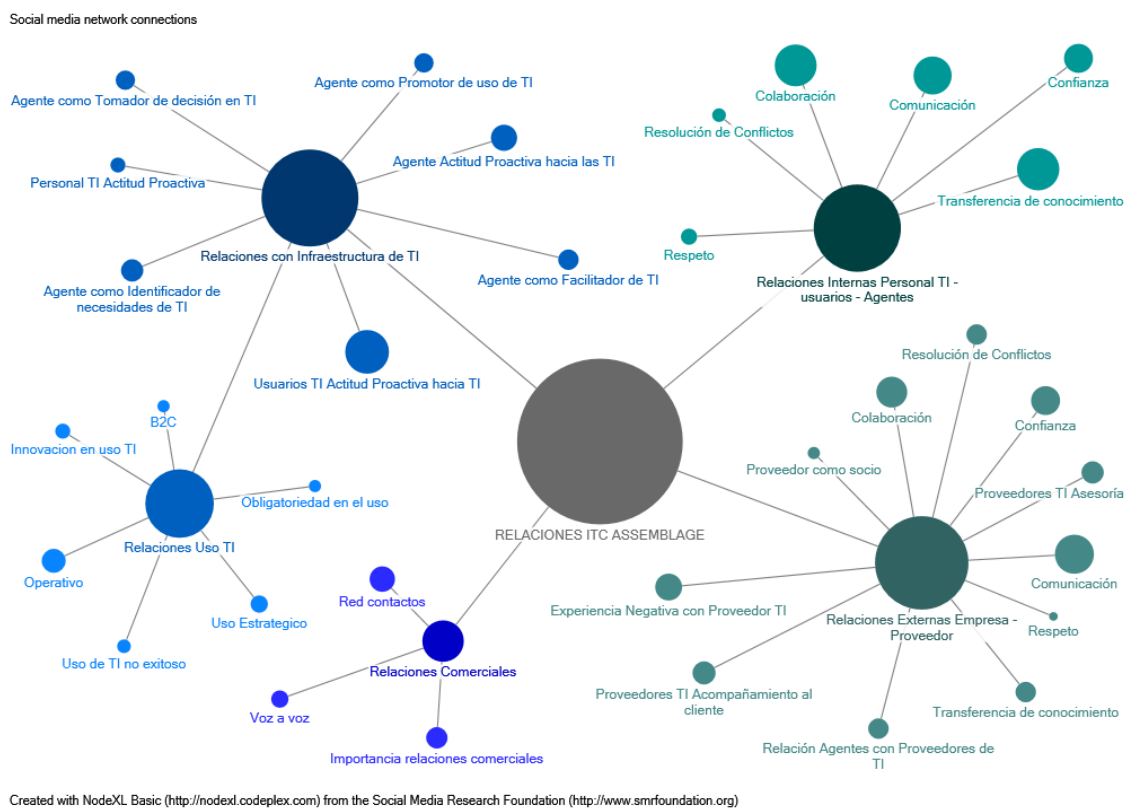 Social media network connections
Agente como Tomador de decisión en TI
Agente como Promotor de uso de TI
Agente Actitud Proactiva hacia las TI
Personal TI Actitud Proactiva
Relaciones con Infraestructura de TI
Agente como Identificador de
necesidades de TI
Agente como Facilitador de TI
Usuarios TI Actitud Proactiva hacia TI
Colaboración
Comunicación
Confianza
Resolución de Conflictos
Transferencia de conocimiento
Respeto
Relaciones Internas Personal TI -
usuarios - Agentes
B2C
Innovacion en uso TI
Obligatoriedad en el uso
Relaciones Uso TI
Operativo
Uso Estrategico
Uso de TI no exitoso
RELACIONES ITC ASSEMBLAGE
Red contactos
Relaciones Comerciales
Voz a voz
Importancia relaciones comerciales
Resolución de Conflictos
Colaboración
Confianza
Proveedor como socio
Proveedores TI Asesoría
Comunicación
Experiencia Negativa con Proveedor TI
Relaciones Externas Empresa -
Proveedor
Respeto
Proveedores TI Acompañamiento al
cliente
Transferencia de conocimiento
Relación Agentes con Proveedores de
TI
Created with NodeXL Basic (http://nodexl.codeplex.com) from the Social Media Research Foundation (http://www.smrfoundation.org)